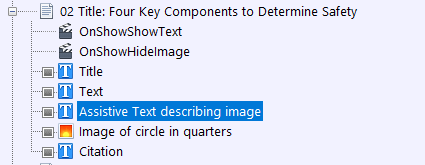 02 Title: Four Key Components to Determine Safety
OnShowShowText
OnShowHideImage
Title
Text
Assistive Text describing image
Image of circle in quarters
Citation